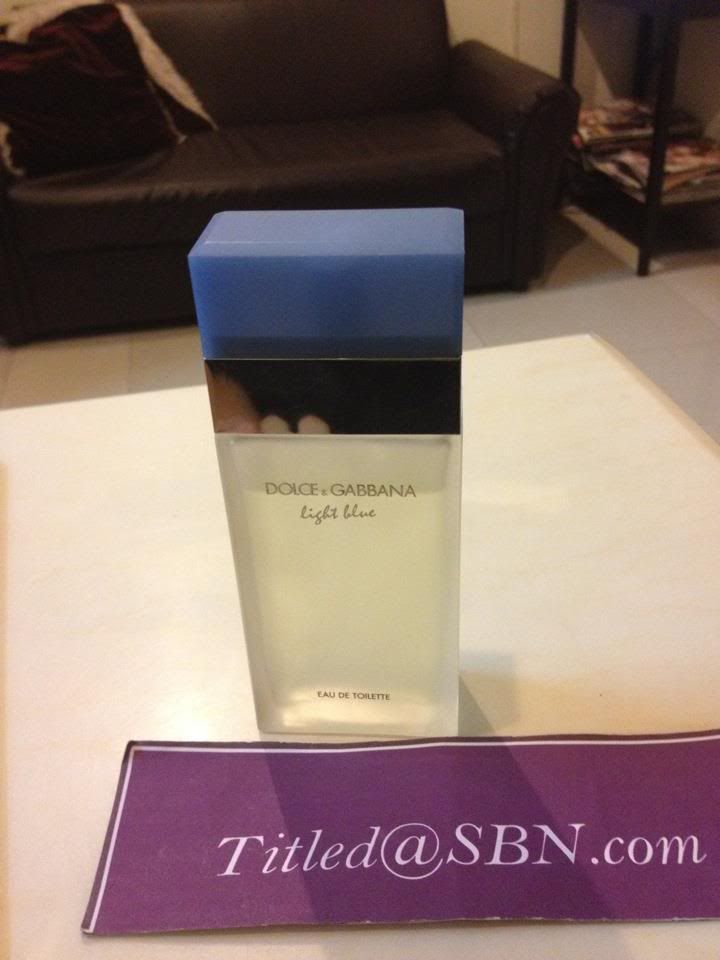 DOLCE & GABBANA
light blue
EAU DE TOILETTE
Titled@SBN.com